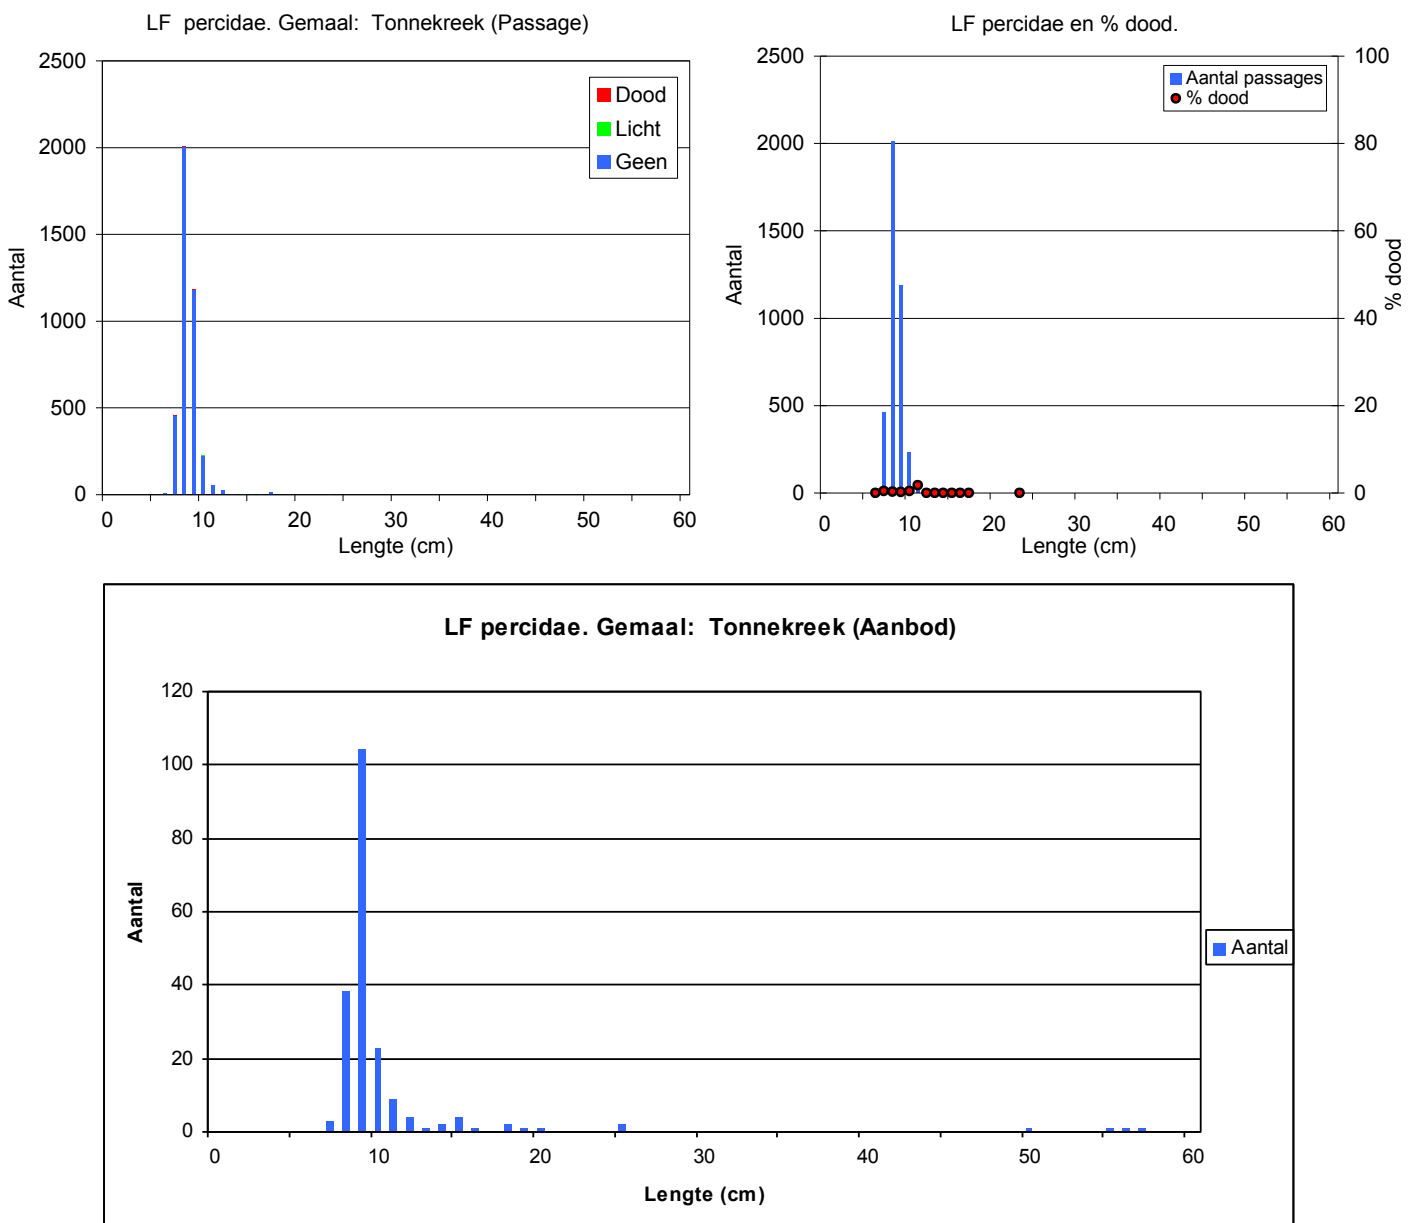 LF percidae. Gemaal: Tonnekreek (Passage)
2500
2000
1500
1000
500
0
Aantal
0 10 20 30 40 50 60
Lengte (cm)
Dood
Licht
Geen
LF percidae en % dood.
2500
2000
1500
1000
500
0
Aantal
100
80
60
40
20
0
% dood
0 10 20 30 40 50 60
Lengte (cm)
Aantal passages
% dood
LF percidae. Gemaal: Tonnekreek (Aanbod)
120
100
80
60
40
20
0
Aantal
0 10 20 30 40 50 60
Lengte (cm)
Aantal